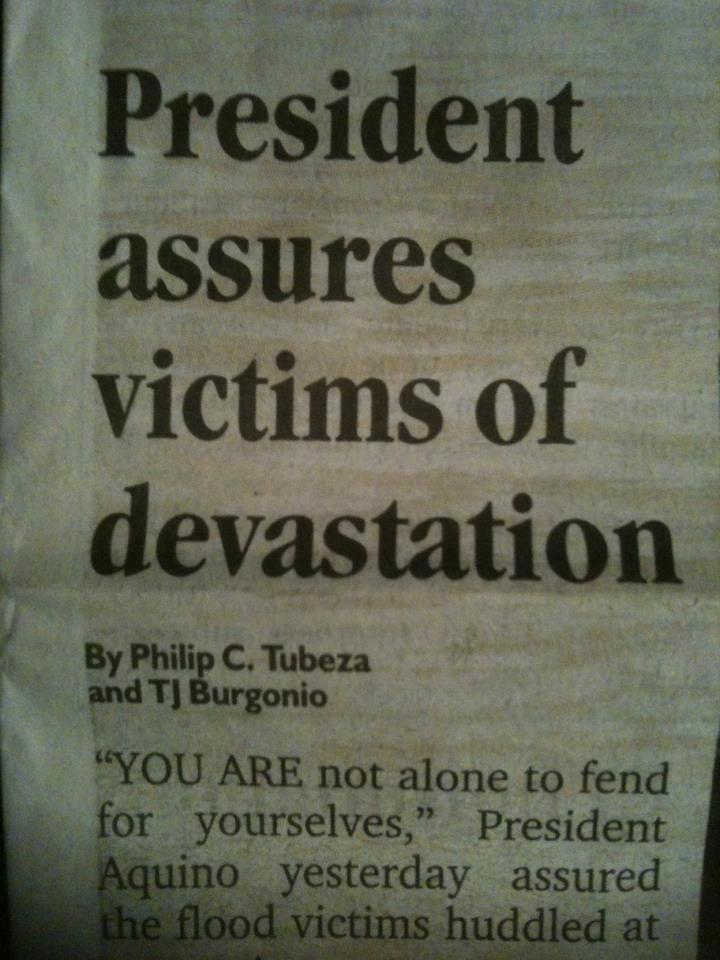 President
assures
victims of
devastation
By Philip C. Tubeza
and TJ Burgonio
“YOU ARE not alone to fend
for yourselves,” President
Aquino yesterday assured
the flood victims huddled at